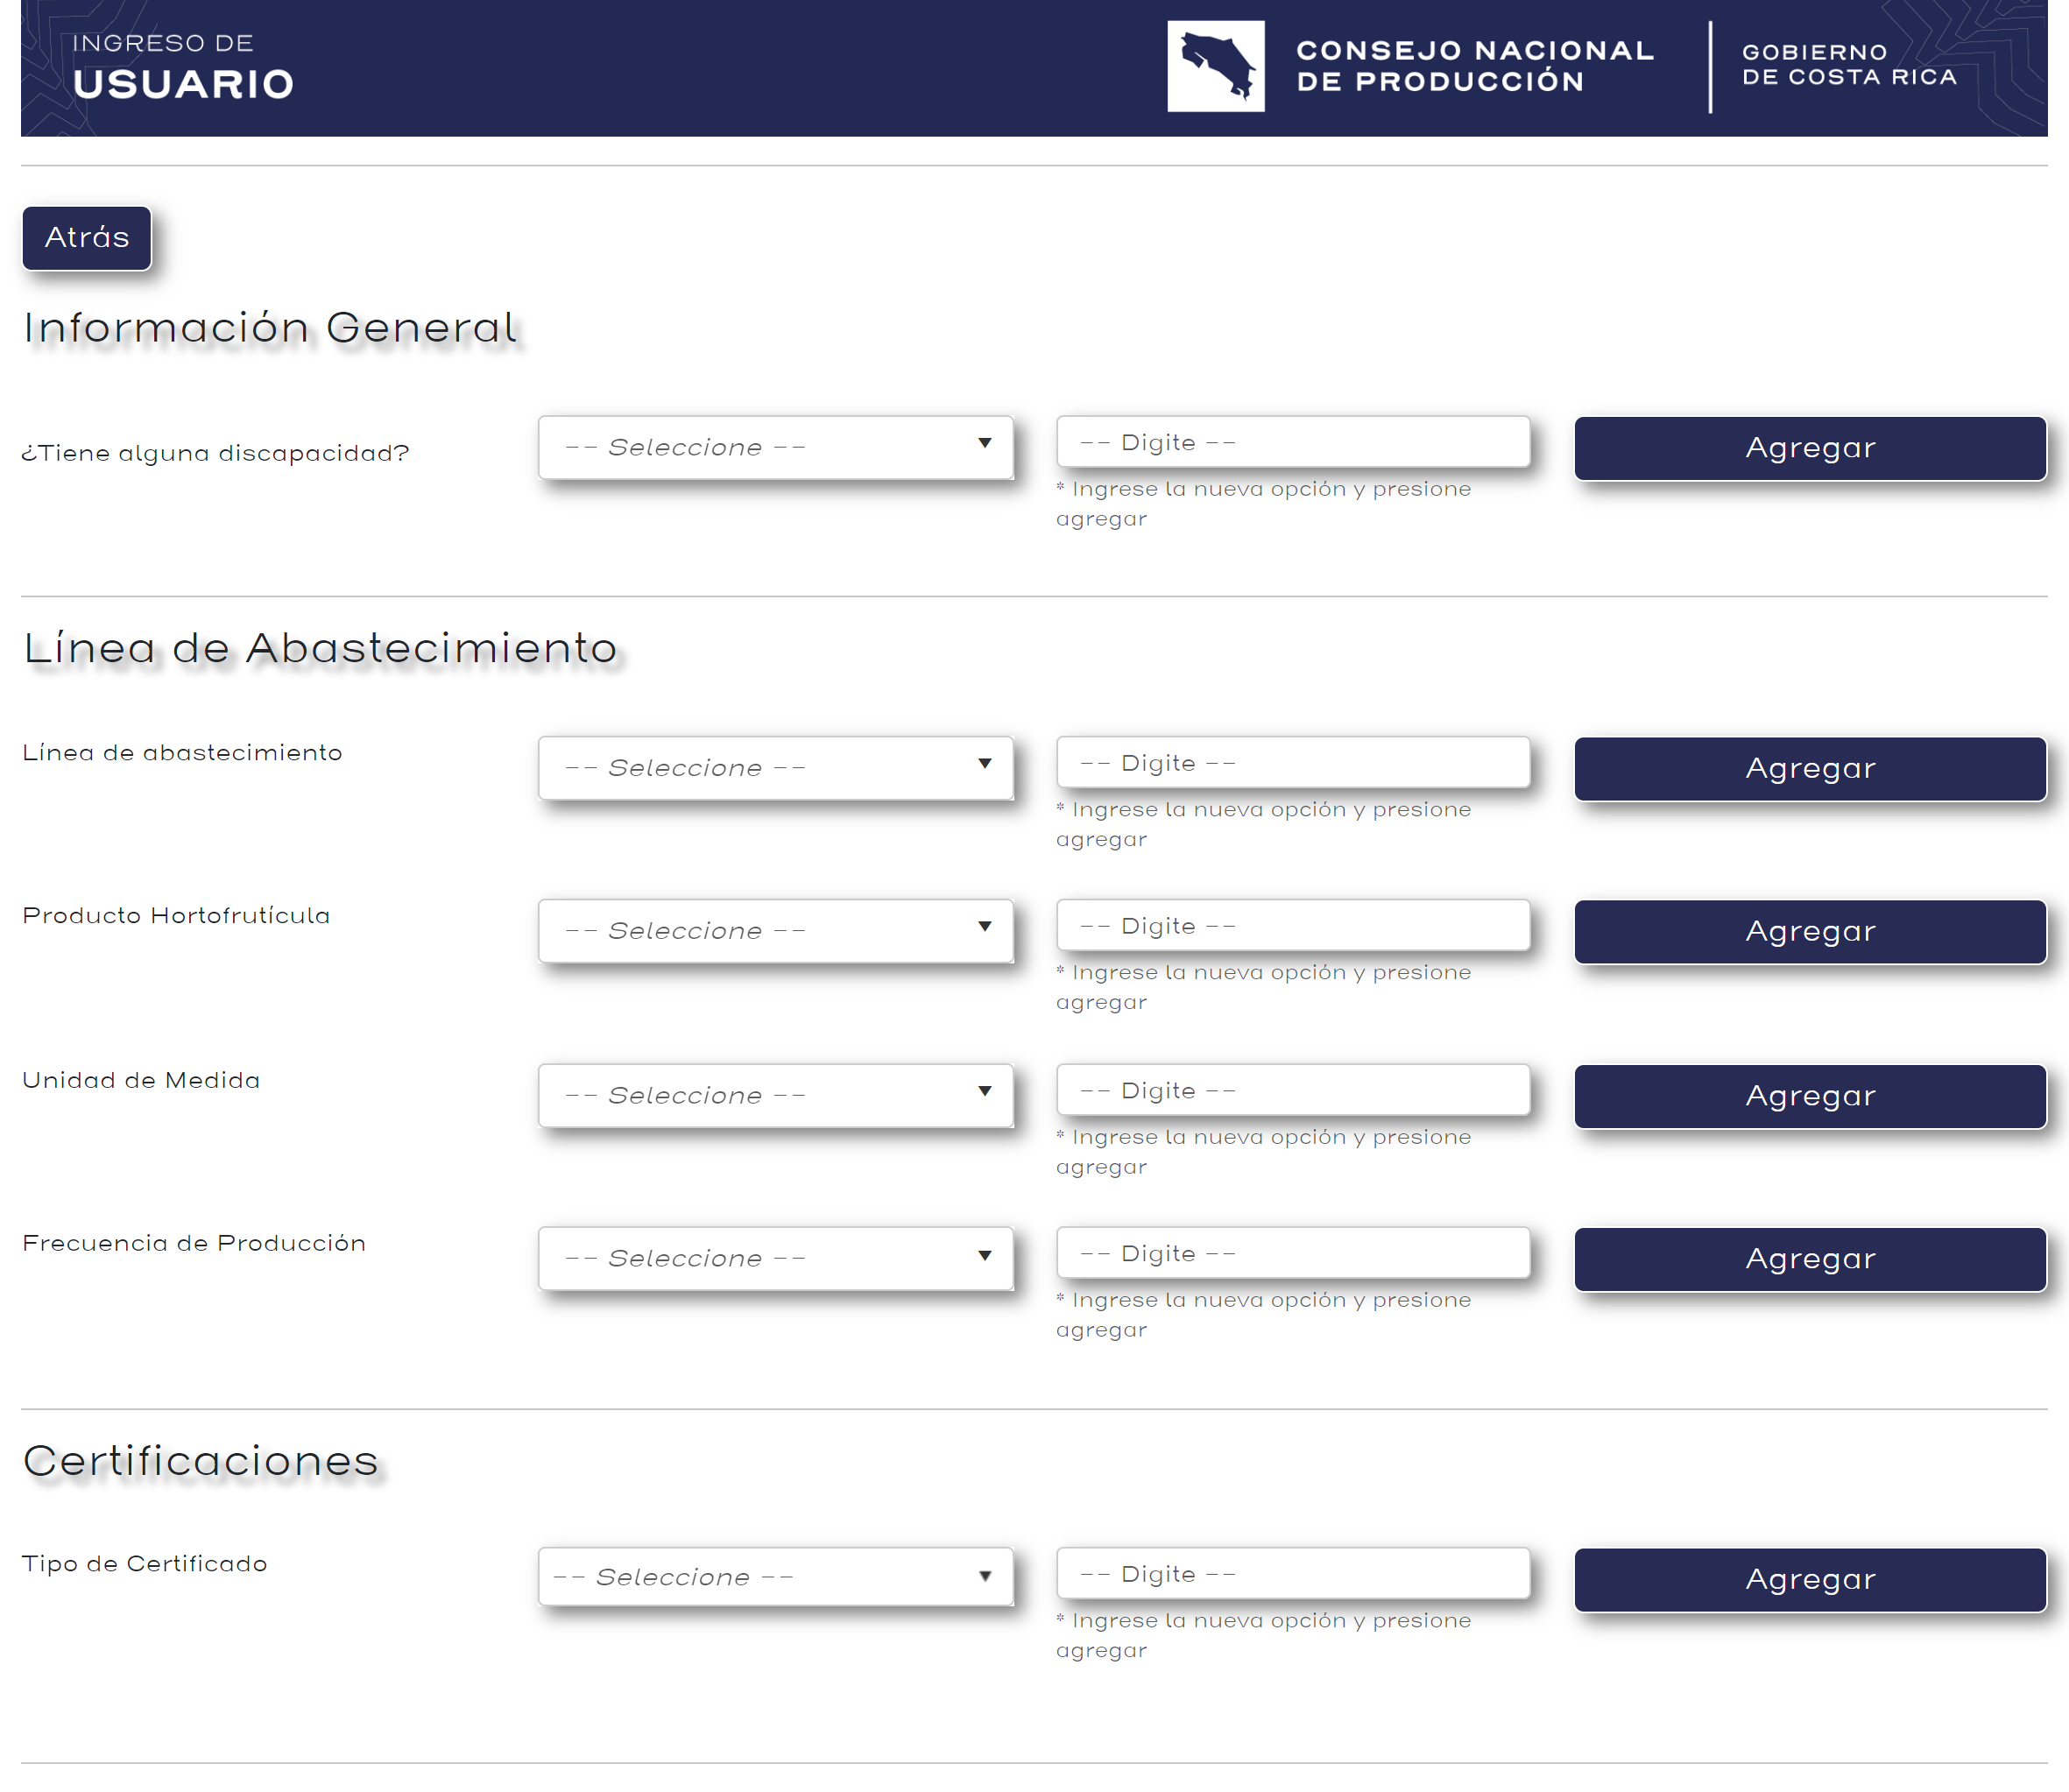 INGRESO DE
USUARIO
CONSEJO NACIONAL
DE PRODUCCIÓN
GOBIERNO
DE COSTA RICA
Atrás
Información General
¿Tiene alguna discapacidad?
-- Seleccione --
-- Digite --
* Ingrese la nueva opción y presione
agregar
Agregar
Línea de Abastecimiento
Línea de abastecimiento
-- Seleccione --
-- Digite --
* Ingrese la nueva opción y presione
agregar
Agregar
Producto Hortofrutícula
-- Seleccione --
-- Digite --
* Ingrese la nueva opción y presione
agregar
Agregar
Unidad de Medida
-- Seleccione --
-- Digite --
* Ingrese la nueva opción y presione
agregar
Agregar
Frecuencia de Producción
-- Seleccione --
-- Digite --
* Ingrese la nueva opción y presione
agregar
Agregar
Certificaciones
Tipo de Certificado
-- Seleccione --
-- Digite --
* Ingrese la nueva opción y presione
agregar
Agregar